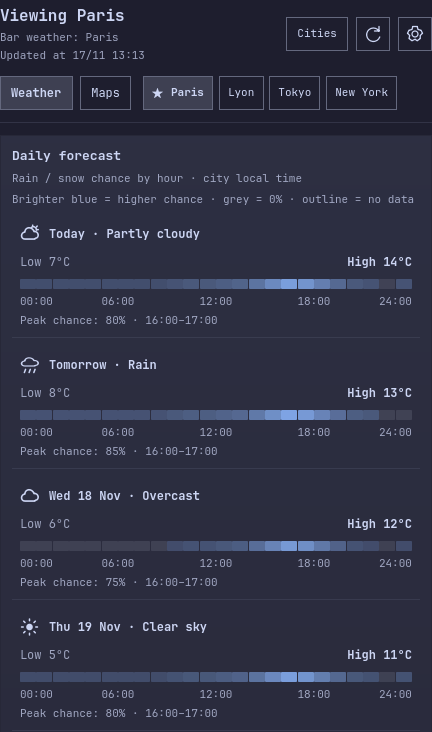 Viewing Paris
Bar weather: Paris
Updated at 17/11 13:13
Cities
Weather Maps ★ Paris Lyon Tokyo New York
Daily forecast
Rain / snow chance by hour · city local time
Brighter blue = higher chance · grey = 0% · outline = no data
Today · Partly cloudy
Low 7°C High 14°C
00:00 06:00 12:00 18:00 24:00
Peak chance: 80% · 16:00–17:00
Tomorrow · Rain
Low 8°C High 13°C
00:00 06:00 12:00 18:00 24:00
Peak chance: 85% · 16:00–17:00
Wed 18 Nov · Overcast
Low 6°C High 12°C
00:00 06:00 12:00 18:00 24:00
Peak chance: 75% · 16:00–17:00
Thu 19 Nov · Clear sky
Low 5°C High 11°C
00:00 06:00 12:00 18:00 24:00
Peak chance: 80% · 16:00–17:00